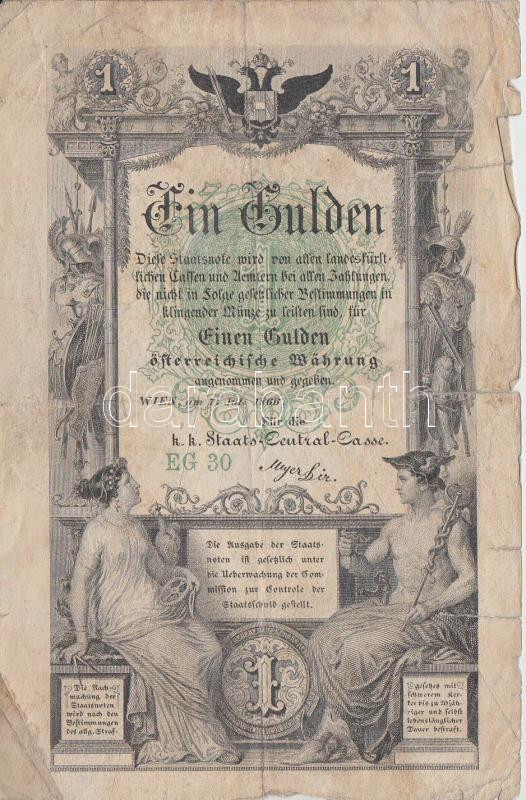 1
1
Ein Gulden
Diese Staatsnote wird von allen landesfürst-
lichen Cassen und Aemtern bei allen Zahlungen,
die nicht in Folge gesetzlicher Bestimmungen in
klingender Münze zu leisten sind, für
Einen Gulden
österreichische Währung
angenommen und gegeben.
WIEN, am 7. Juli 1866
Für die
k. k. Staats-Central-Casse.
EG 30
darabanth
Die Ausgabe der Staats-
noten ist gesetzlich unter
die Ueberwachung der Com-
mission zur Controle der
Staatsschuld gestellt.
1
Die Nach-
machung der
Staatsnoten
wird nach den
Bestimmungen
des allg. Straf-
gesetzes mit
schwerem Ker-
ker bis zu 20jäh-
riger und selbst
lebenslänglicher
Dauer bestraft.